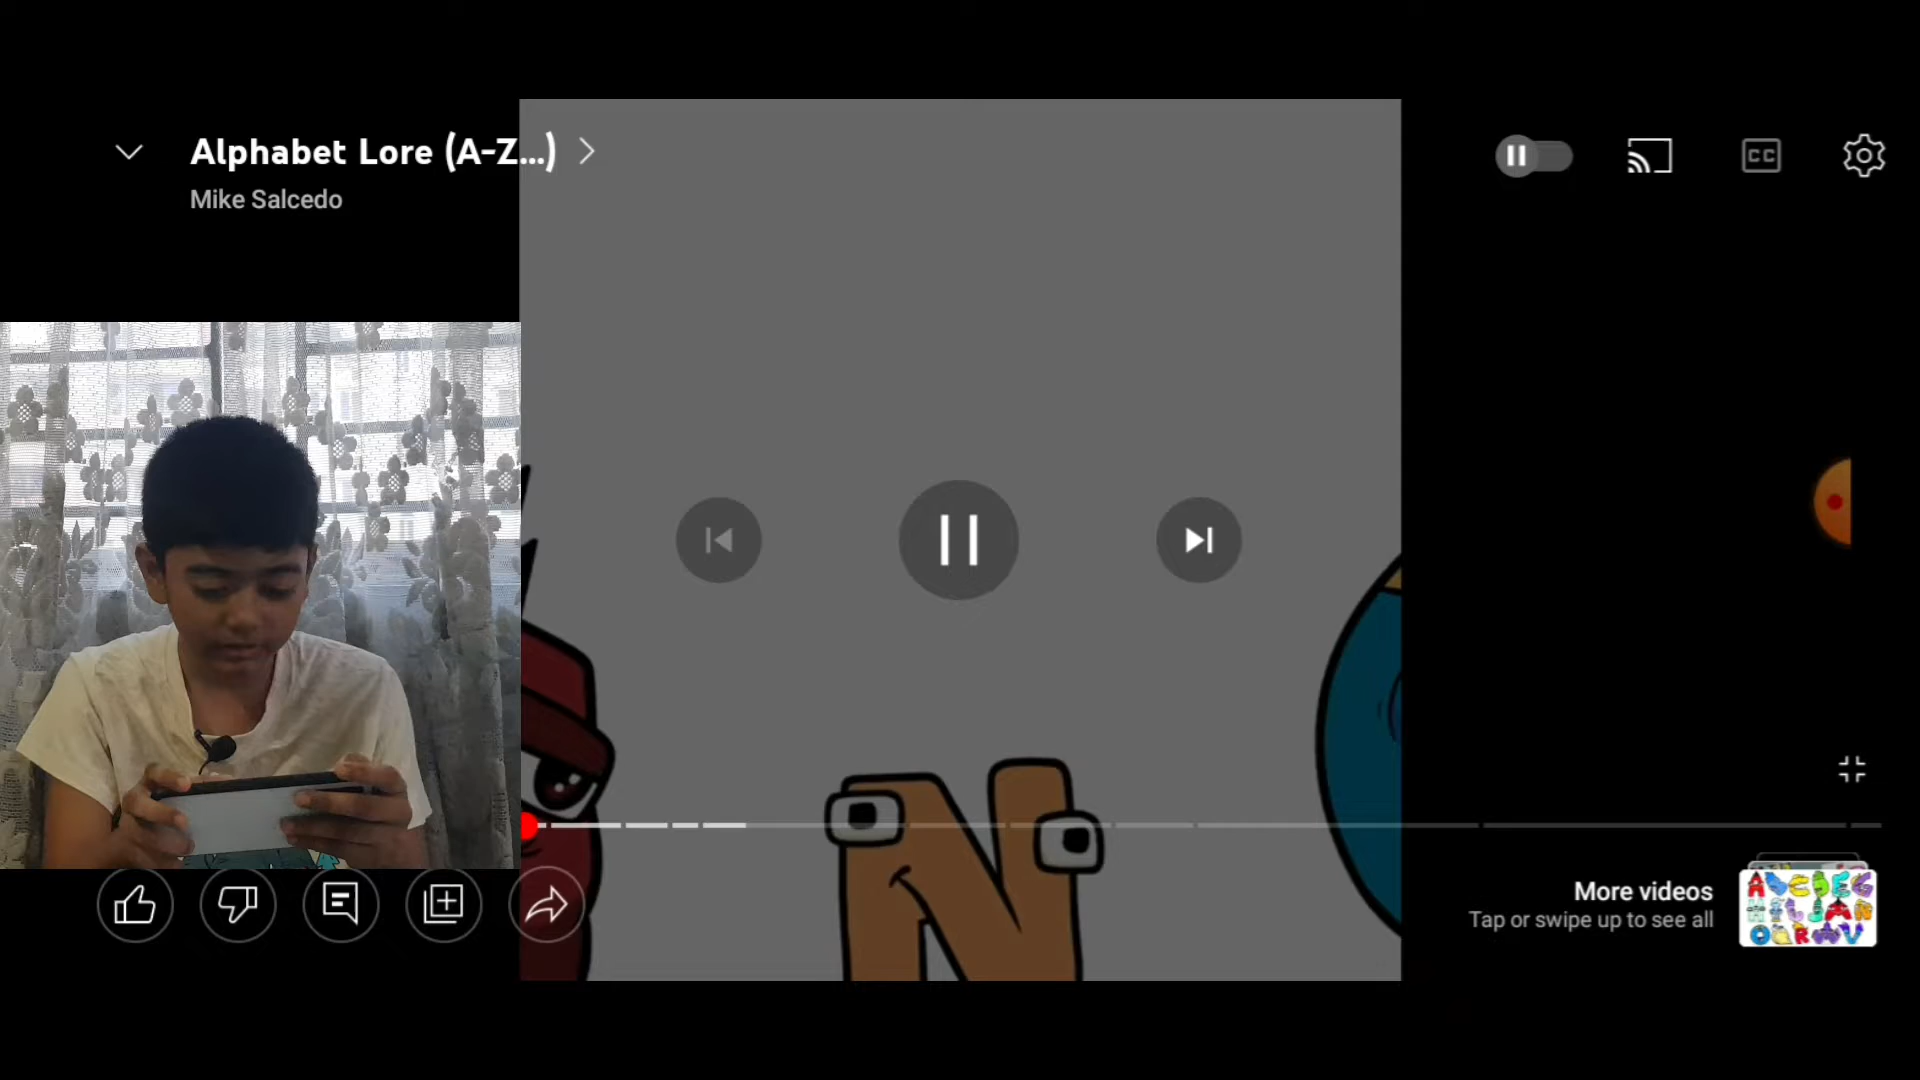 Alphabet Lore (A-Z...)
Mike Salcedo
CC
N
More videos
Tap or swipe up to see all